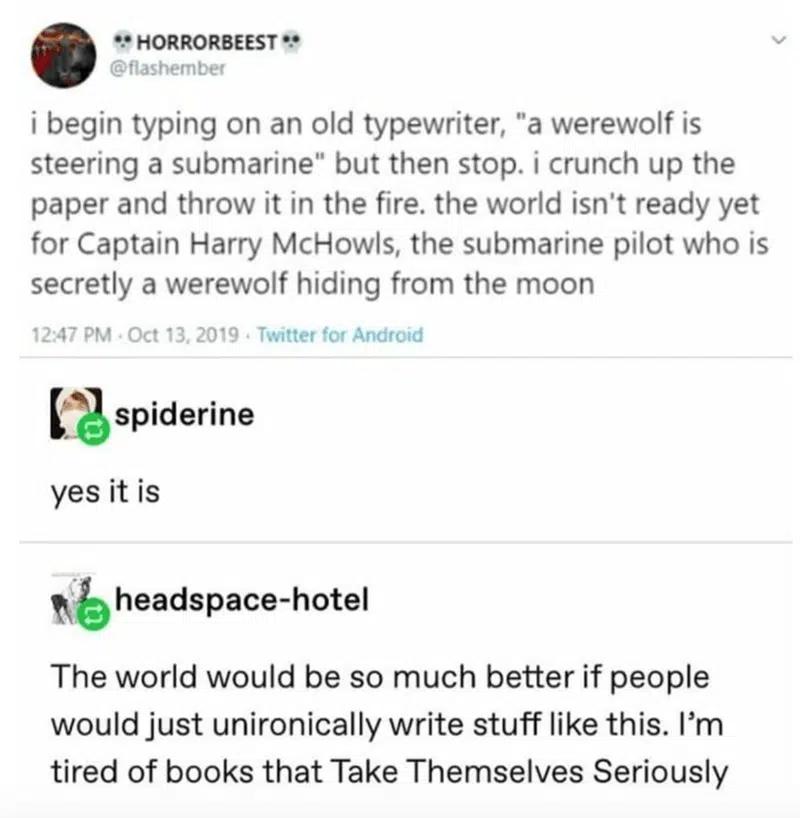 💀HORRORBEEST💀
@flashember
i begin typing on an old typewriter, "a werewolf is
steering a submarine" but then stop. i crunch up the
paper and throw it in the fire. the world isn't ready yet
for Captain Harry McHowls, the submarine pilot who is
secretly a werewolf hiding from the moon
12:47 PM · Oct 13, 2019 · Twitter for Android
spiderine
yes it is
headspace-hotel
The world would be so much better if people
would just unironically write stuff like this. I’m
tired of books that Take Themselves Seriously